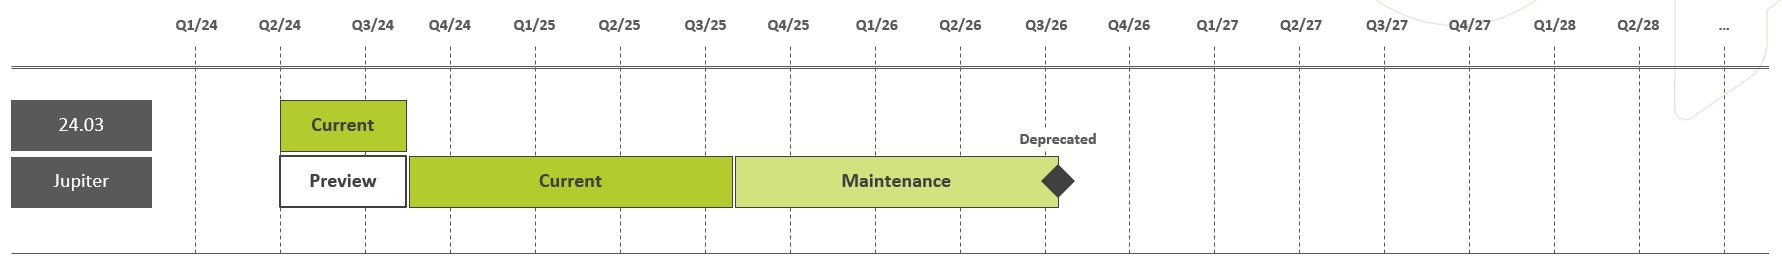 Q1/24 Q2/24 Q3/24 Q4/24 Q1/25 Q2/25 Q3/25 Q4/25 Q1/26 Q2/26 Q3/26 Q4/26 Q1/27 Q2/27 Q3/27 Q4/27 Q1/28 Q2/28 ...
24.03 Current
Deprecated
Jupiter Preview Current Maintenance